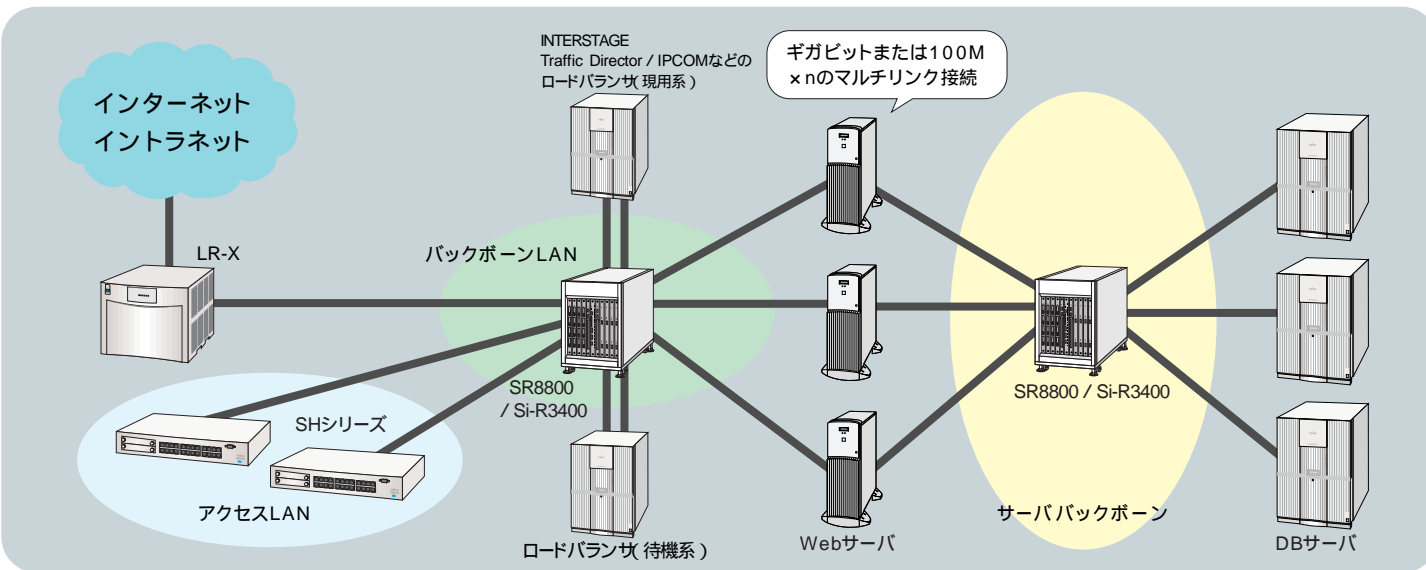 INTERSTAGE
Traffic Director / IPCOMなどの
ロードバランサ(現用系)
ギガビットまたは100M
×nのマルチリンク接続
インターネット
イントラネット
LR-X
バックボーンLAN
SR8800
/ Si-R3400
SR8800 / Si-R3400
SHシリーズ
アクセスLAN
ロードバランサ(待機系)
Webサーバ
サーババックボーン
DBサーバ